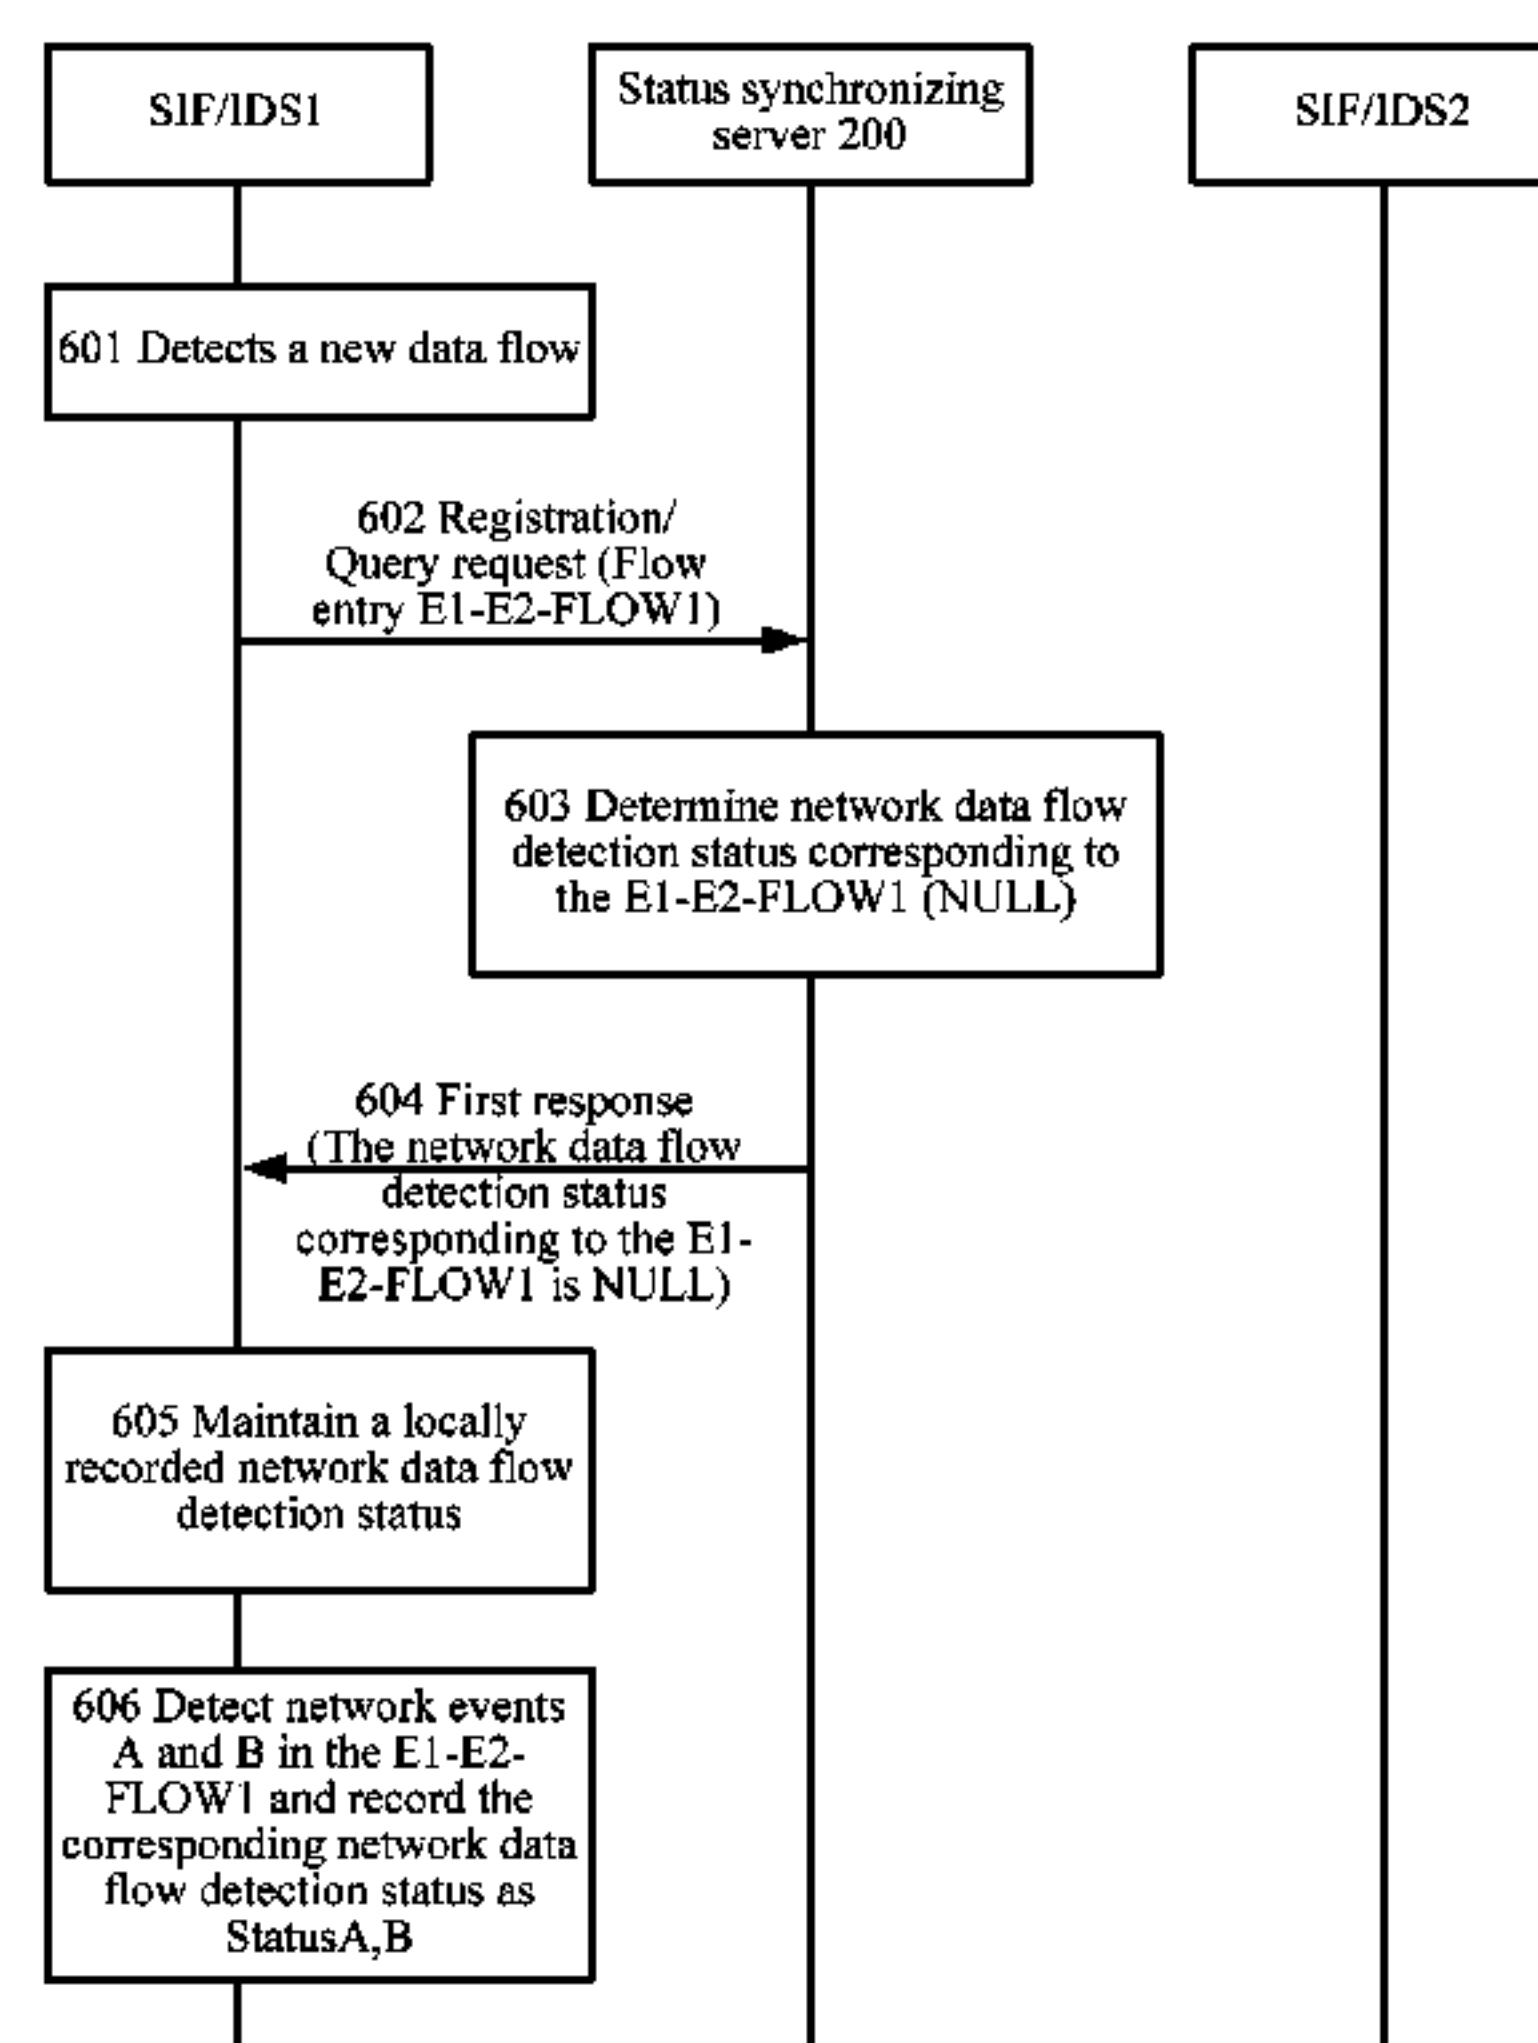 SIF/IDS1
Status synchronizing
server 200
SIF/IDS2
601 Detects a new data flow
602 Registration/
Query request (Flow
entry E1-E2-FLOW1)
603 Determine network data flow
detection status corresponding to
the E1-E2-FLOW1 (NULL)
604 First response
(The network data flow
detection status
corresponding to the E1-
E2-FLOW1 is NULL)
605 Maintain a locally
recorded network data flow
detection status
606 Detect network events
A and B in the E1-E2-
FLOW1 and record the
corresponding network data
flow detection status as
StatusA,B